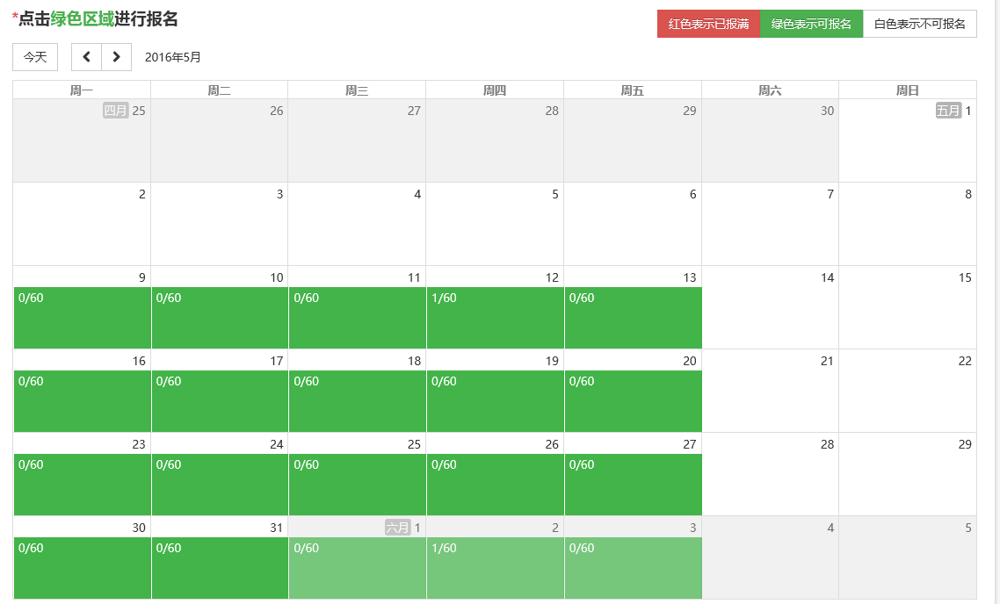 *点击绿色区域进行报名
红色表示已报满 绿色表示可报名 白色表示不可报名
今天 2016年5月
周一 周二 周三 周四 周五 周六 周日
四月 25 26 27 28 29 30 五月 1
2 3 4 5 6 7 8
9 10 11 12 13 14 15
0/60 0/60 0/60 1/60 0/60
16 17 18 19 20 21 22
0/60 0/60 0/60 0/60 0/60
23 24 25 26 27 28 29
0/60 0/60 0/60 0/60 0/60
30 31 六月 1 2 3 4 5
0/60 0/60 0/60 1/60 0/60